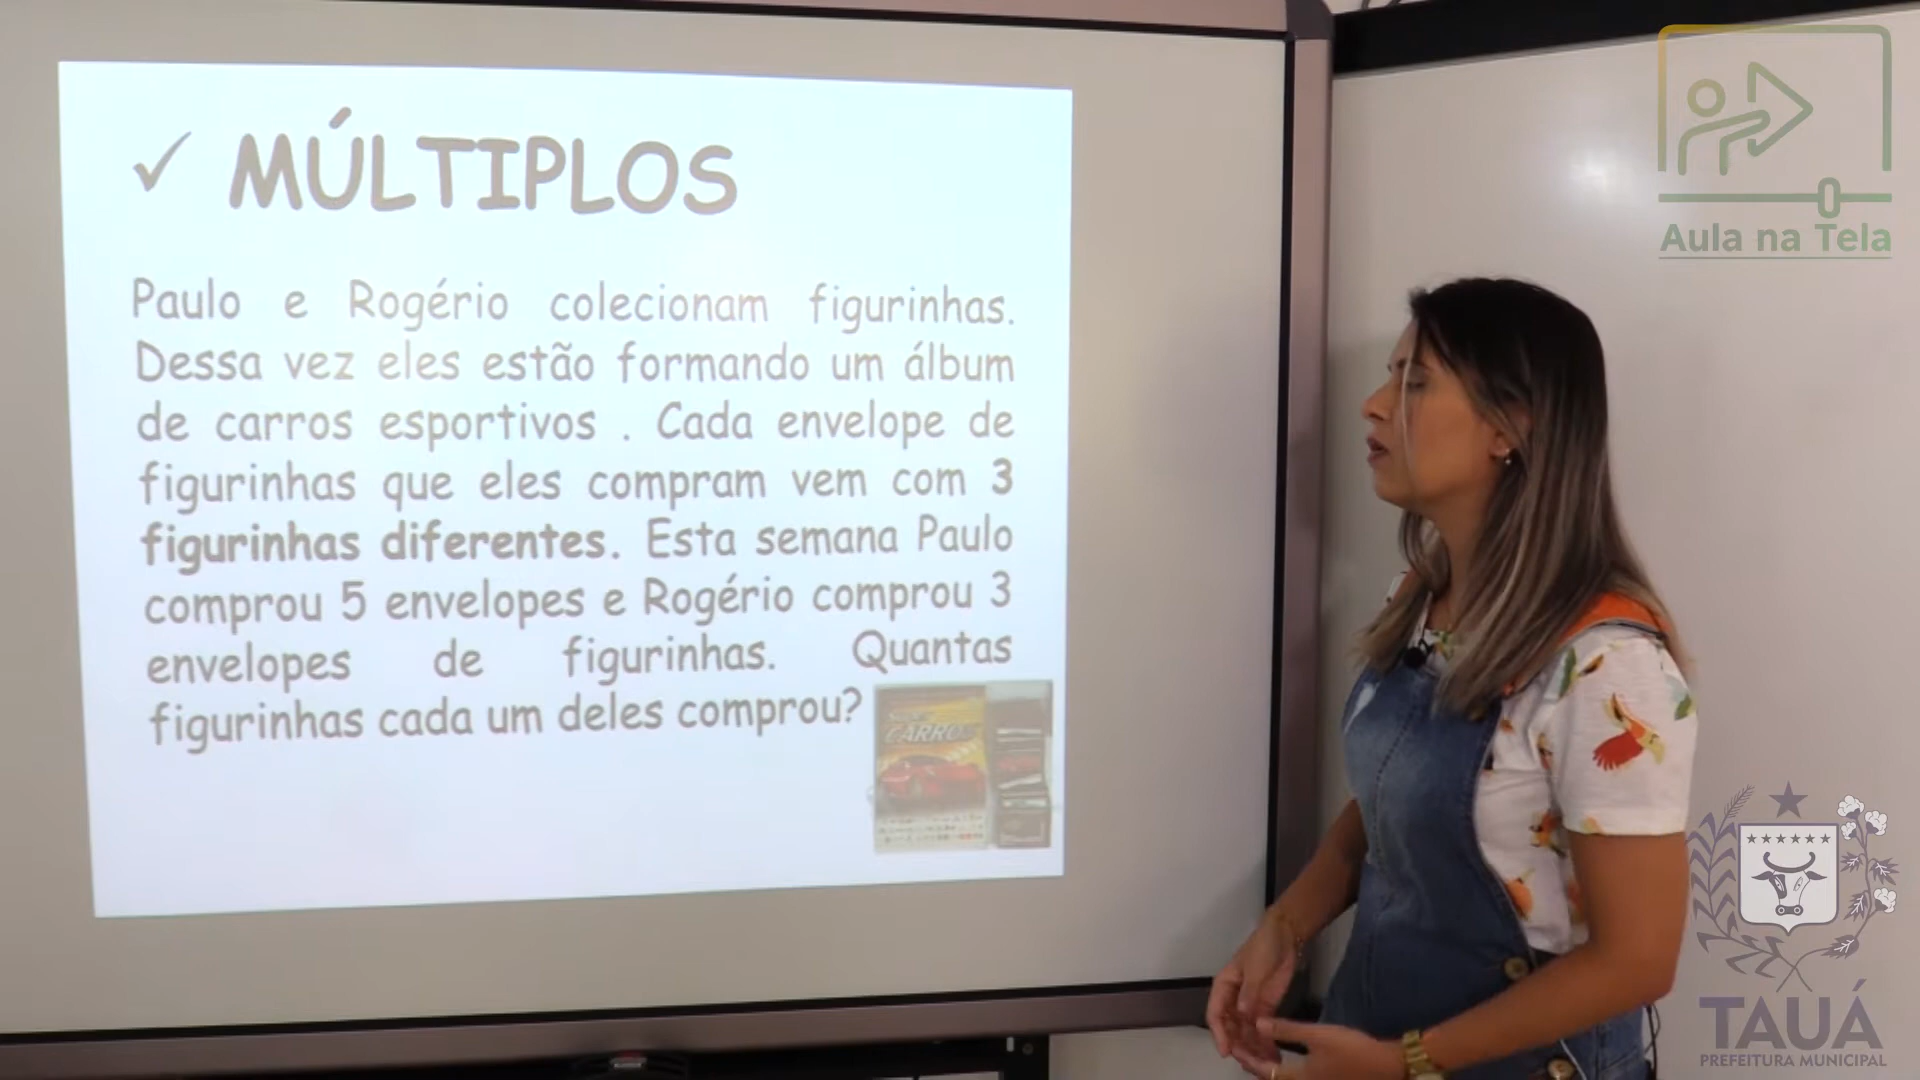 ✓ MÚLTIPLOS
Paulo e Rogério colecionam figurinhas.
Dessa vez eles estão formando um álbum
de carros esportivos . Cada envelope de
figurinhas que eles compram vem com 3
figurinhas diferentes. Esta semana Paulo
comprou 5 envelopes e Rogério comprou 3
envelopes de figurinhas. Quantas
figurinhas cada um deles comprou?
CARROS
Aula na Tela
TAUÁ
PREFEITURA MUNICIPAL